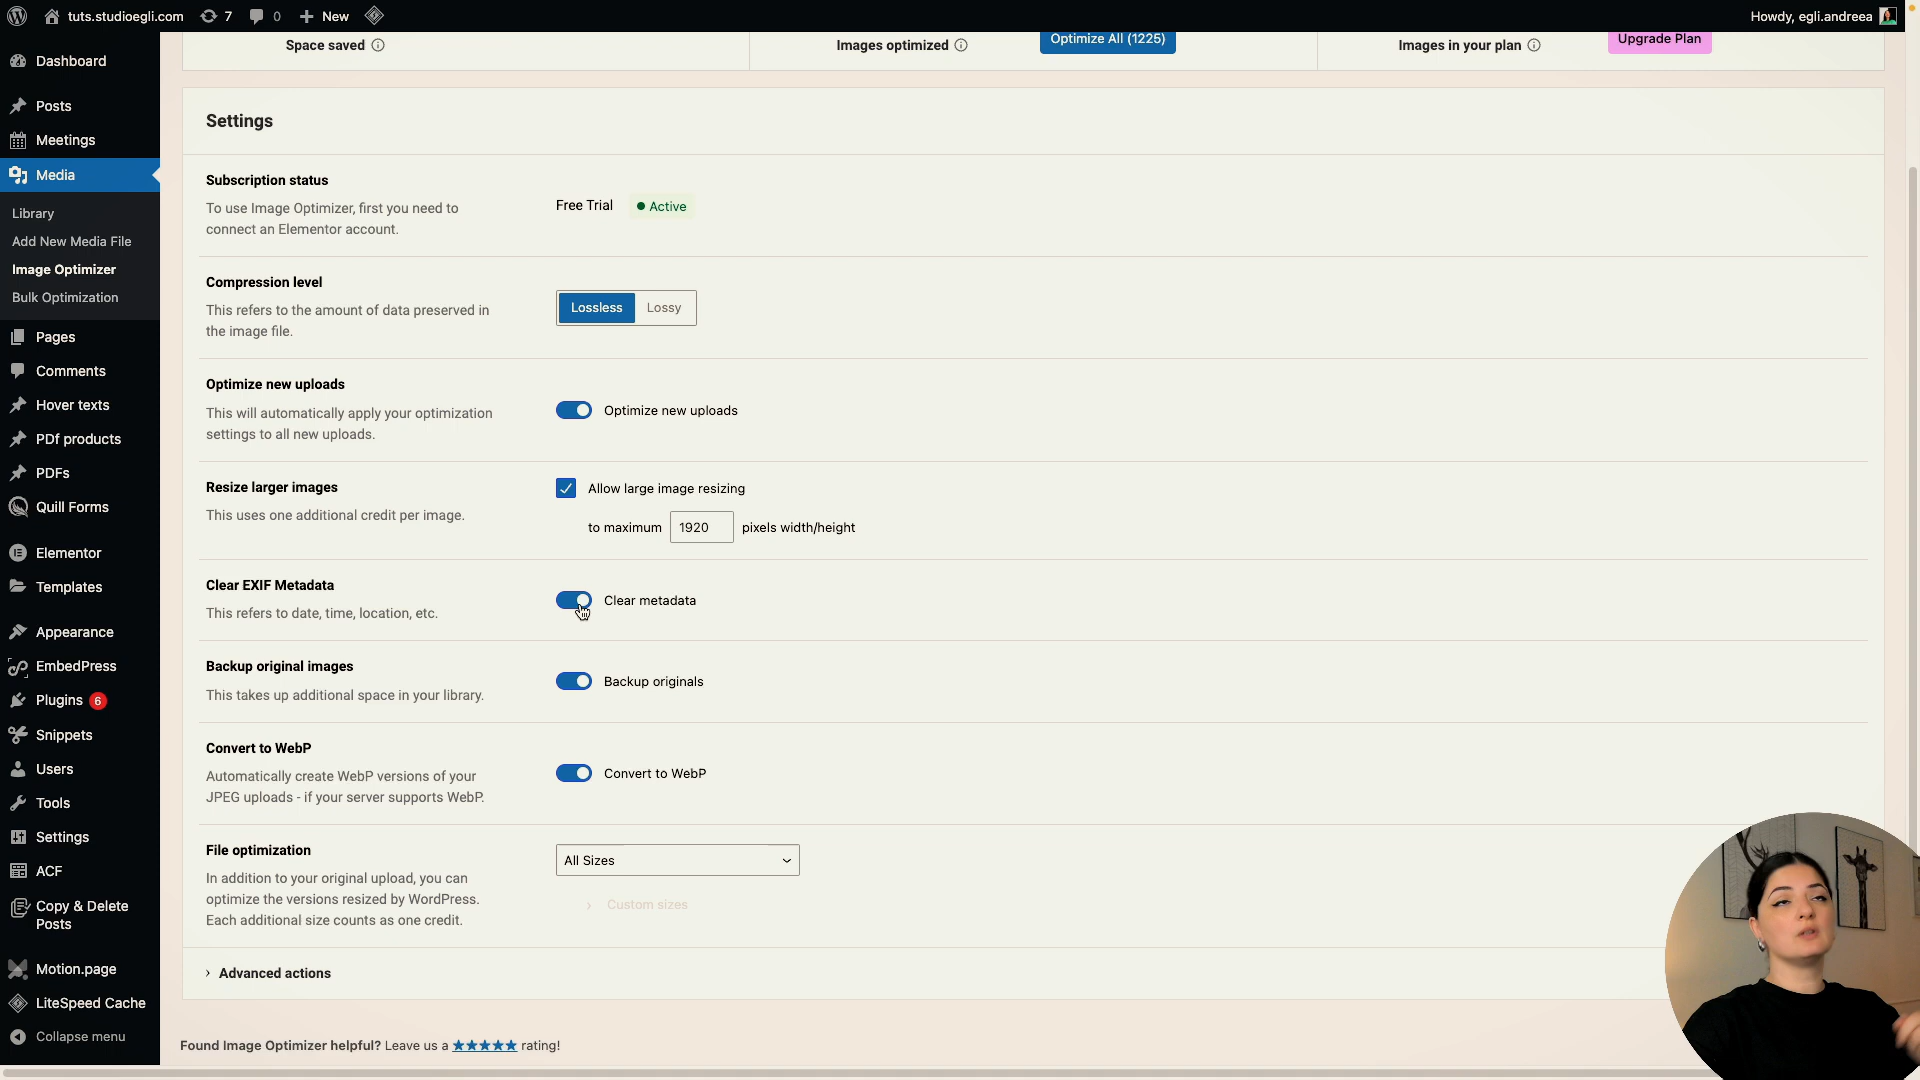 tuts.studioegli.com
7
0
New
Howdy, egli.andreea
Dashboard
Posts
Meetings
Media
Library
Add New Media File
Image Optimizer
Bulk Optimization
Pages
Comments
Hover texts
PDf products
PDFs
Quill Forms
Elementor
Templates
Appearance
EmbedPress
Plugins 6
Snippets
Users
Tools
Settings
ACF
Copy & Delete
Posts
Motion.page
LiteSpeed Cache
Collapse menu
Space saved
Images optimized
Optimize All (1225)
Images in your plan
Upgrade Plan
Settings
Subscription status
To use Image Optimizer, first you need to
connect an Elementor account.
Free Trial
Active
Compression level
This refers to the amount of data preserved in
the image file.
Lossless
Lossy
Optimize new uploads
This will automatically apply your optimization
settings to all new uploads.
Optimize new uploads
Resize larger images
This uses one additional credit per image.
Allow large image resizing
to maximum 1920 pixels width/height
Clear EXIF Metadata
This refers to date, time, location, etc.
Clear metadata
Backup original images
This takes up additional space in your library.
Backup originals
Convert to WebP
Automatically create WebP versions of your
JPEG uploads - if your server supports WebP.
Convert to WebP
File optimization
In addition to your original upload, you can
optimize the versions resized by WordPress.
Each additional size counts as one credit.
All Sizes
Custom sizes
Advanced actions
Found Image Optimizer helpful? Leave us a ★★★★★ rating!